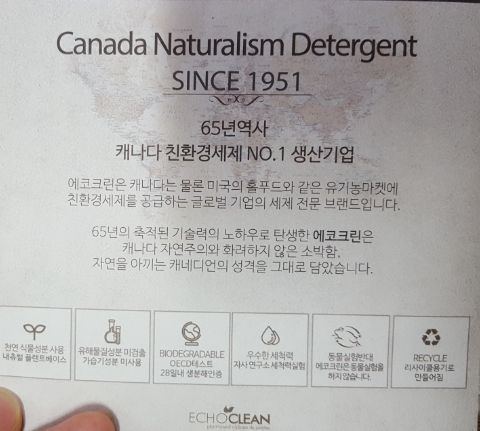 Canada Naturalism Detergent
SINCE 1951
65년역사
캐나다 친환경세제 NO.1 생산기업
에코크린은 캐나다는 물론 미국의 홀푸드와 같은 유기농마켓에
친환경세제를 공급하는 글로벌 기업의 세제 전문 브랜드입니다.
65년의 축적된 기술력의 노하우로 탄생한 에코크린은
캐나다 자연주의와 화려하지 않은 소박함,
자연을 아끼는 캐네디언의 성격을 그대로 담았습니다.
천연 식물성분 사용
내츄럴 플랜트베이스
유해물질성분 미검출
가습기성분 미사용
BIODEGRADABLE
OECD테스트
28일내 생분해인증
우수한 세척력
자사 연구소 세척력실험
동물실험반대
에코크린은 동물실험을
하지않습니다.
RECYCLE
리사이클용기로
만들어짐
ECHOCLEAN